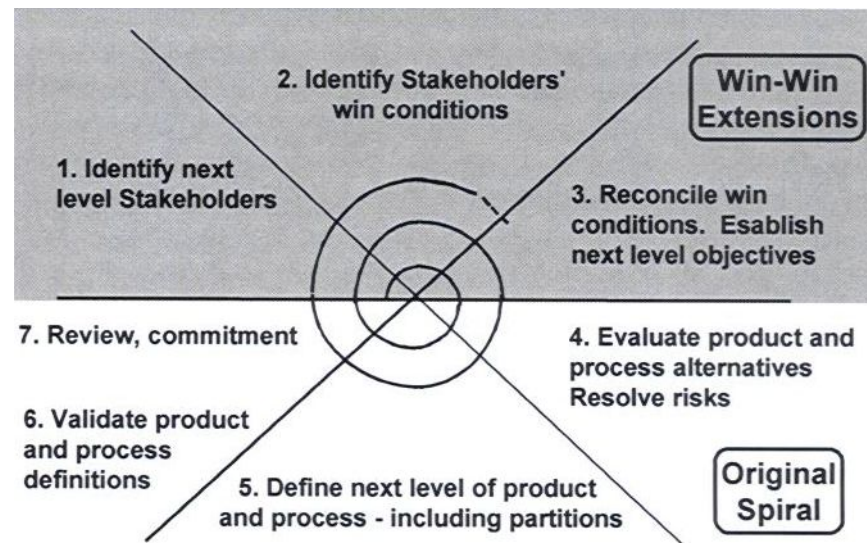 2. Identify Stakeholders'
win conditions
Win-Win
Extensions
1. Identify next
level Stakeholders
3. Reconcile win
conditions. Esablish
next level objectives
7. Review, commitment
4. Evaluate product and
process alternatives
Resolve risks
6. Validate product
and process
definitions
5. Define next level of product
and process - including partitions
Original
Spiral